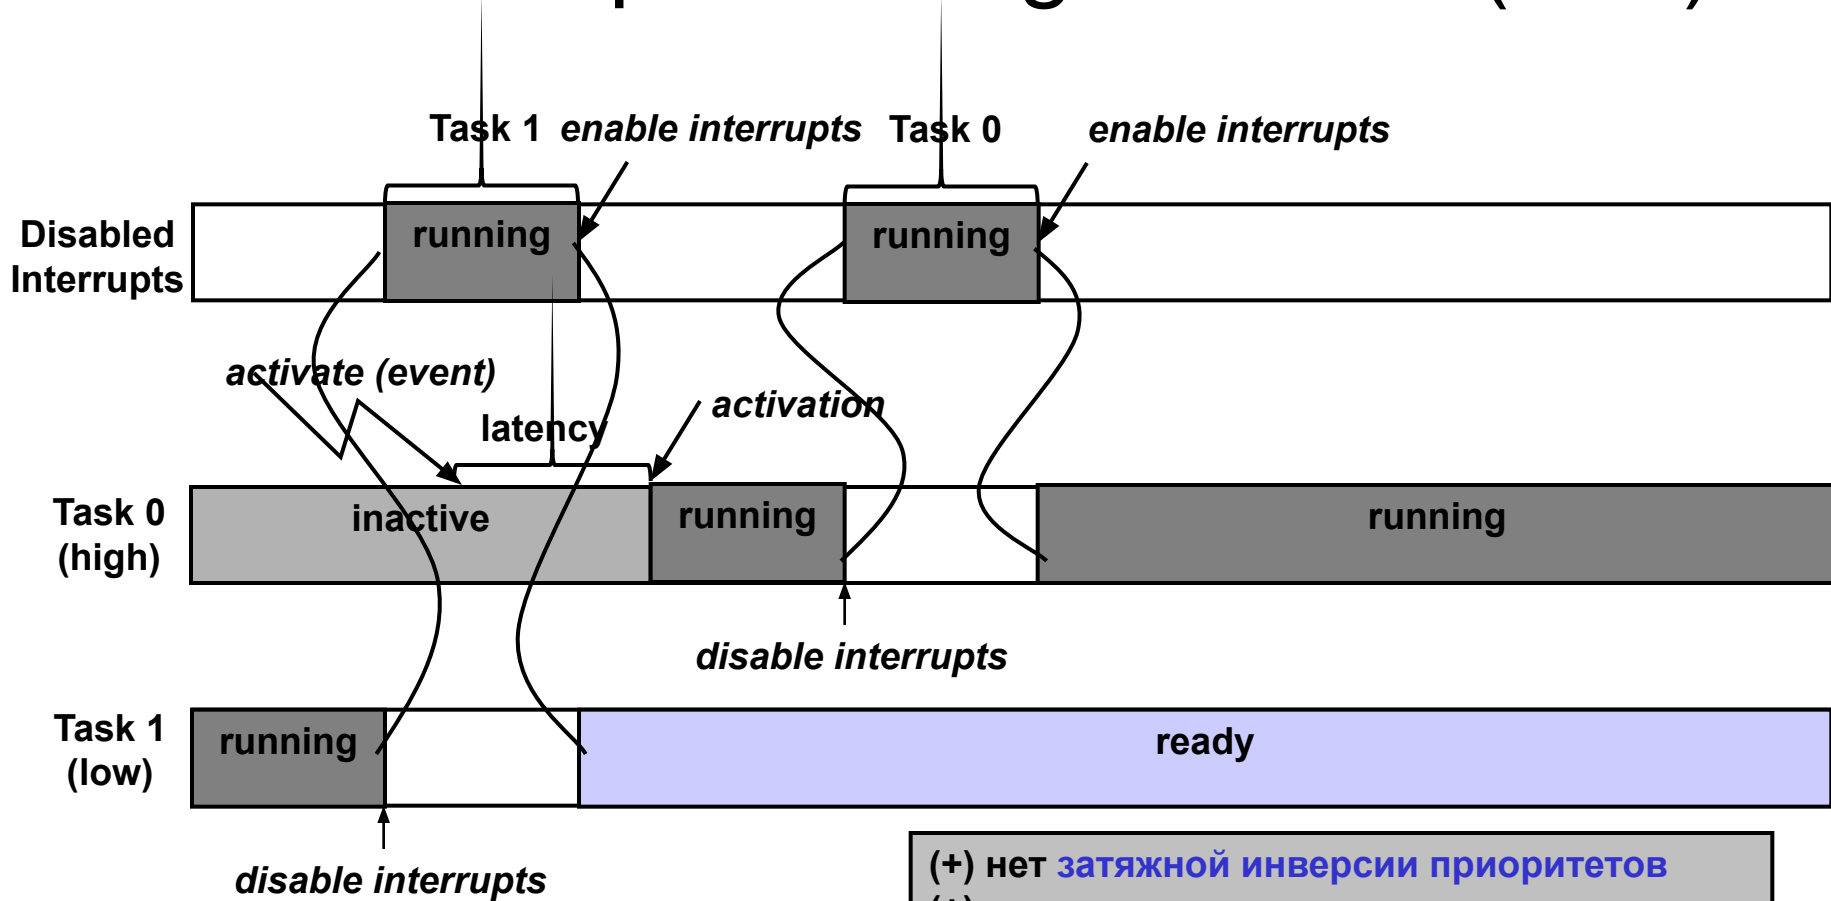 Task 1 enable interrupts Task 0 enable interrupts
Disabled
Interrupts
running running
activate (event)
activation
latency
Task 0
(high)
inactive running running
disable interrupts
Task 1
(low)
running ready
disable interrupts
(+) нет затяжной инверсии приоритетов